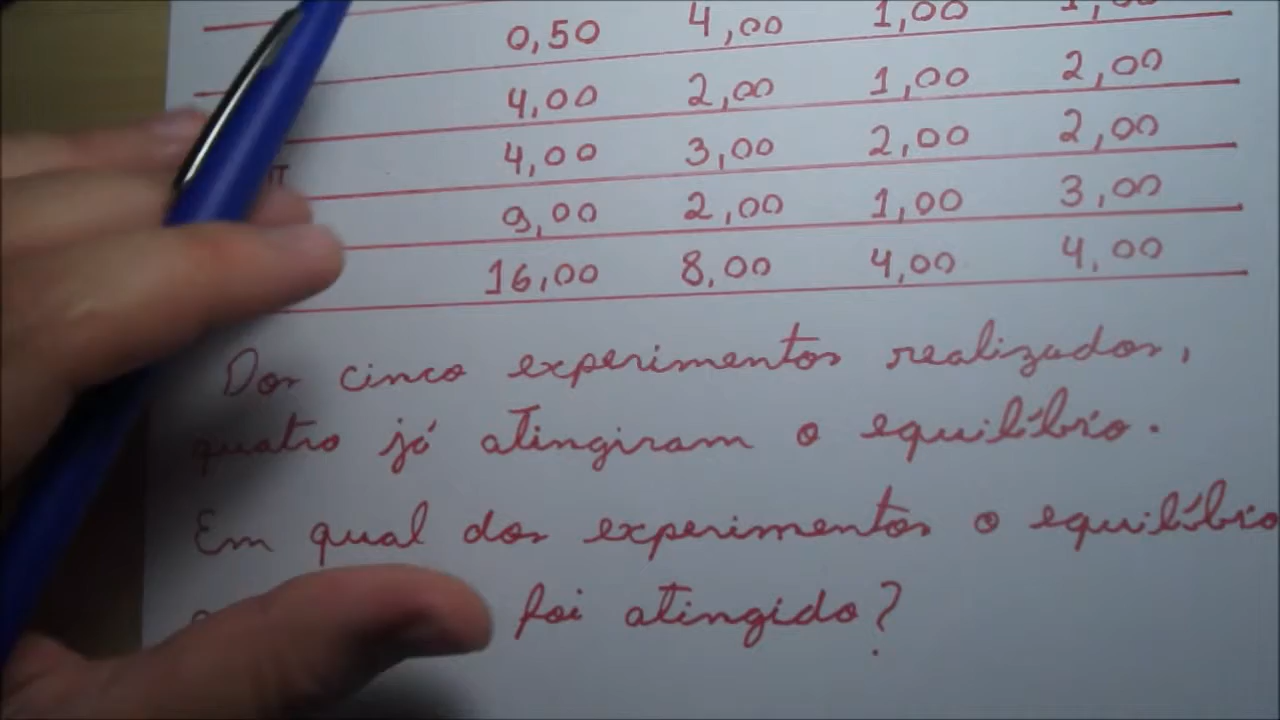 0,50 4,00 1,00
4,00 2,00 1,00 2,00
4,00 3,00 2,00 2,00
9,00 2,00 1,00 3,00
16,00 8,00 4,00 4,00
Dos cinco experimentos realizados,
quatro já atingiram o equilíbrio.
Em qual dos experimentos o equilíbrio
foi atingido?